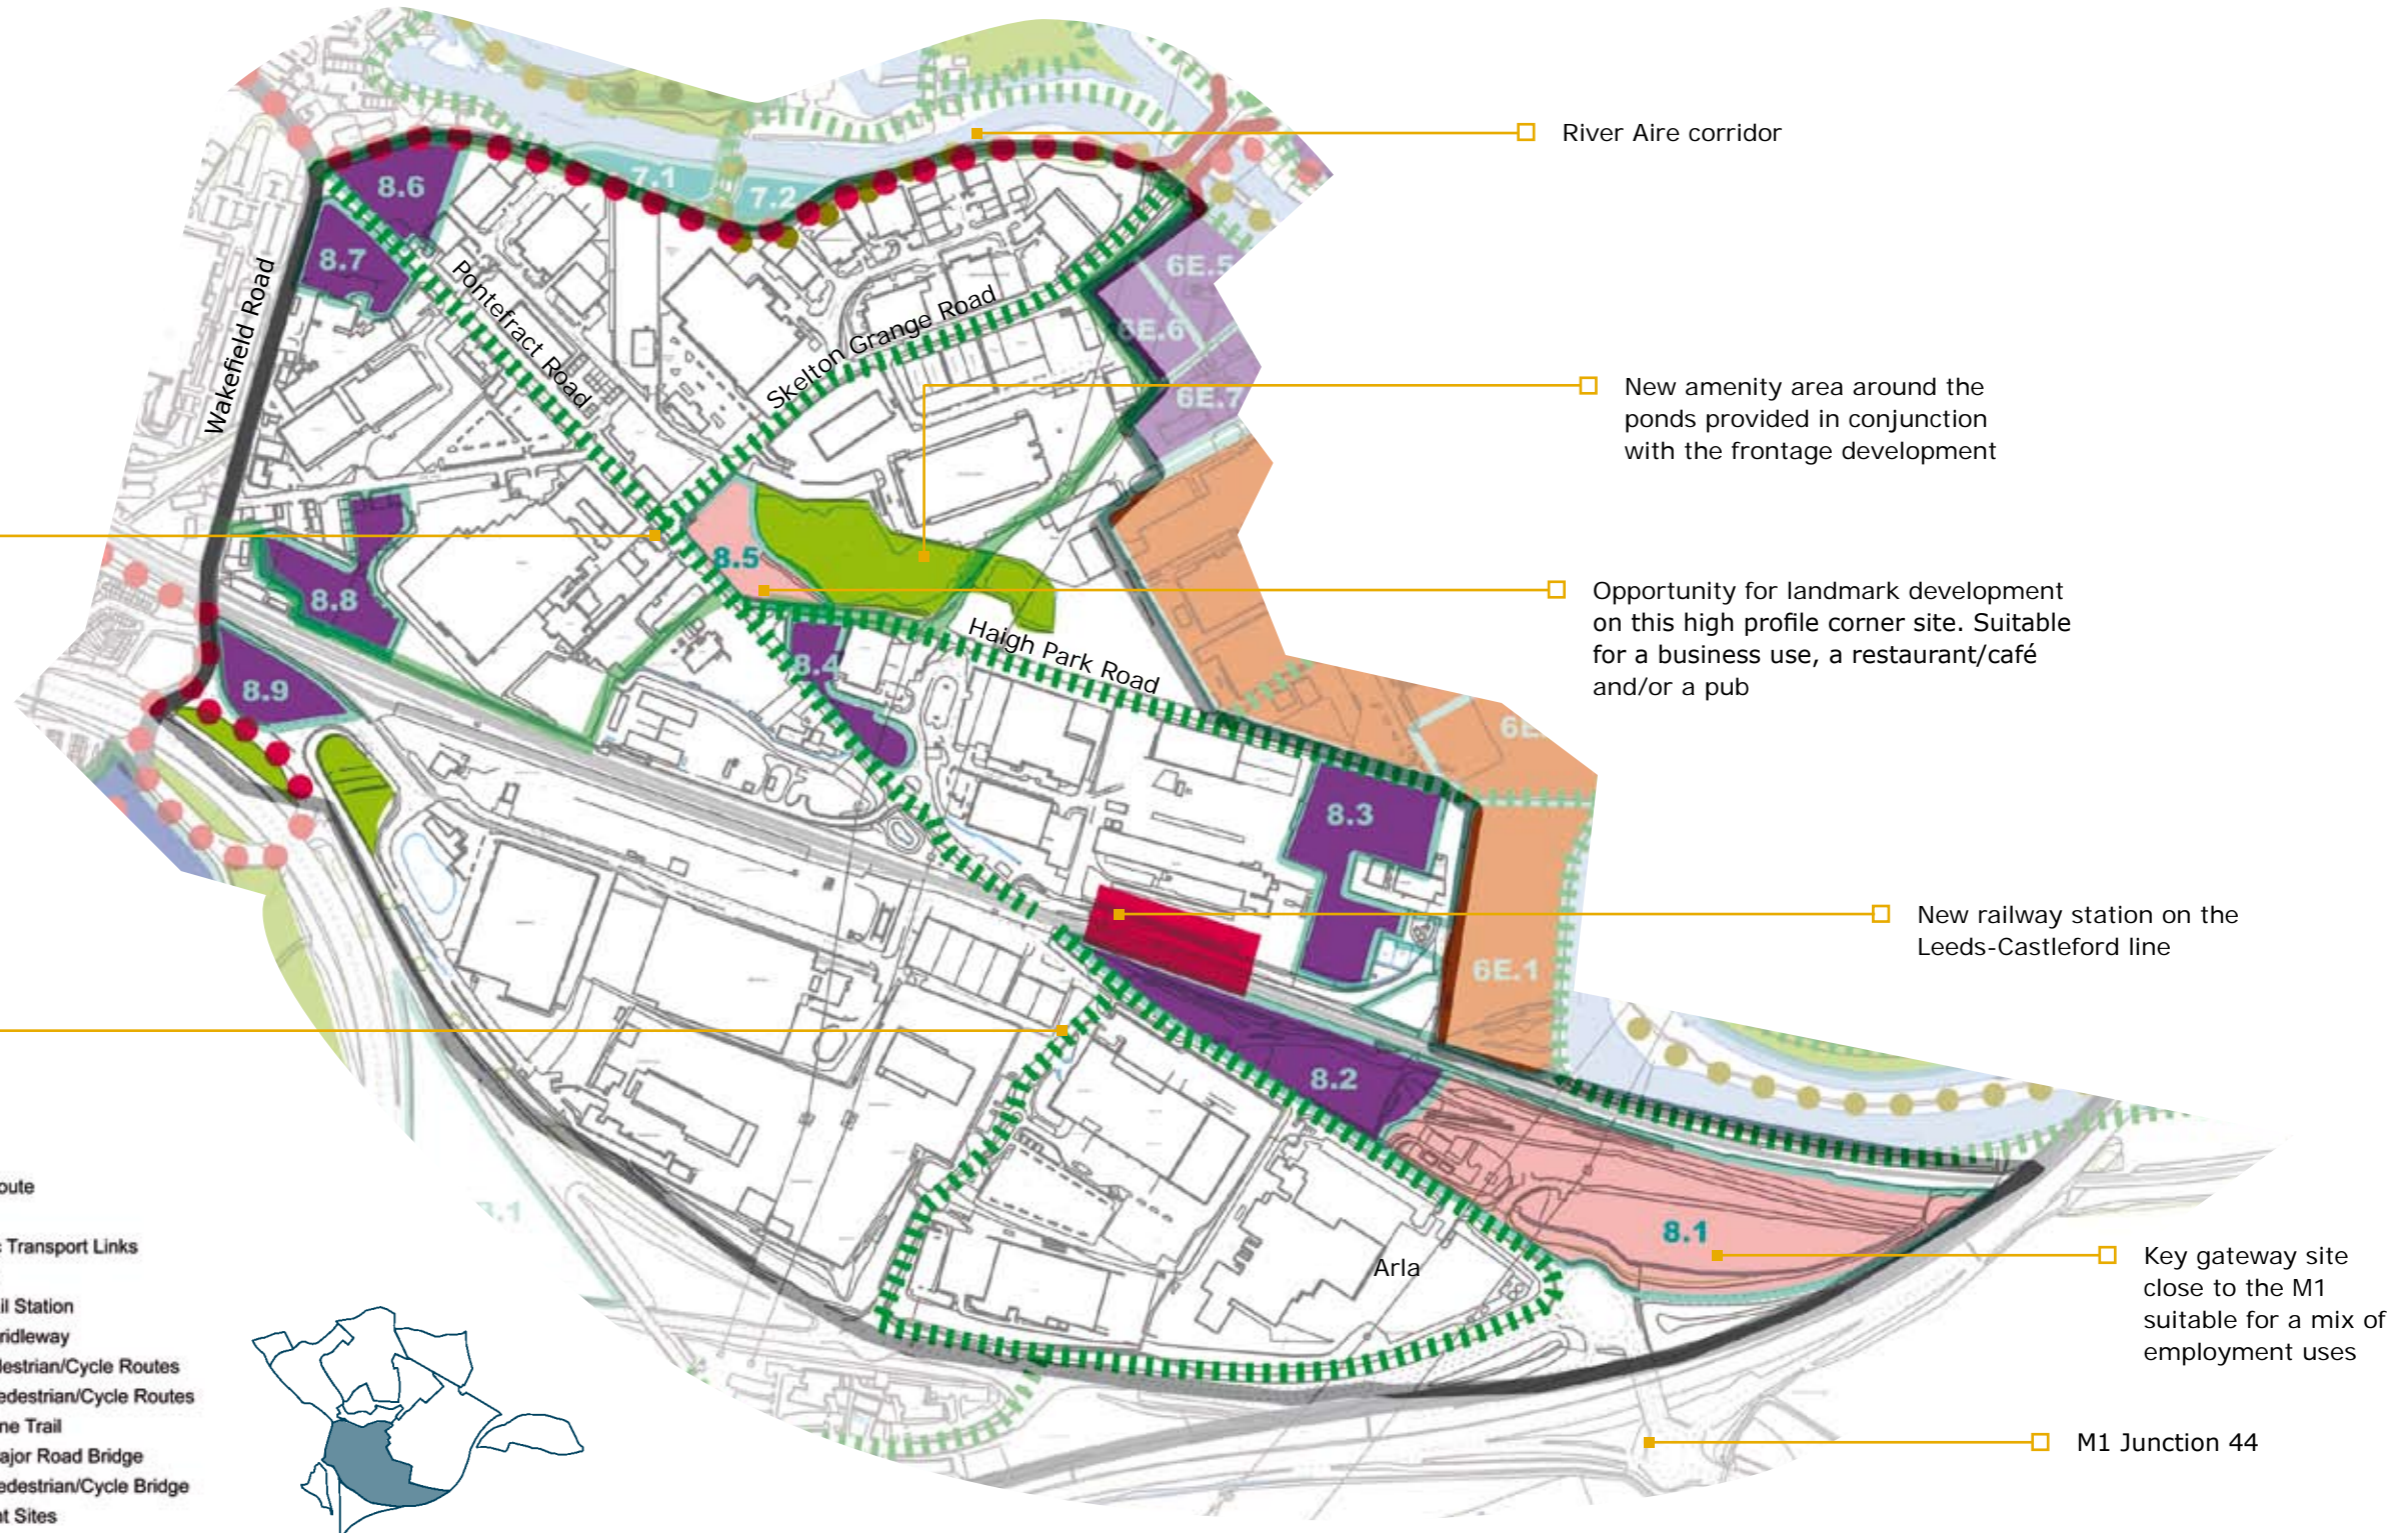 River Aire corridor
8.6
7.1
7.2
8.7
6E.5
Wakefield Road
Pontefract Road
Skelton Grange Road
6E.6
6E.7
New amenity area around the
ponds provided in conjunction
with the frontage development
8.5
8.8
Opportunity for landmark development
on this high profile corner site. Suitable
for a business use, a restaurant/café
and/or a pub
Haigh Park Road
8.4
8.9
8.3
New railway station on the
Leeds-Castleford line
6E.1
8.2
8.1
Arla
Key gateway site
close to the M1
suitable for a mix of
employment uses
M1 Junction 44
Transport Links
Station
destrian/Cycle Routes
edestrian/Cycle Routes
Trail
Road Bridge
edestrian/Cycle Bridge
Sites